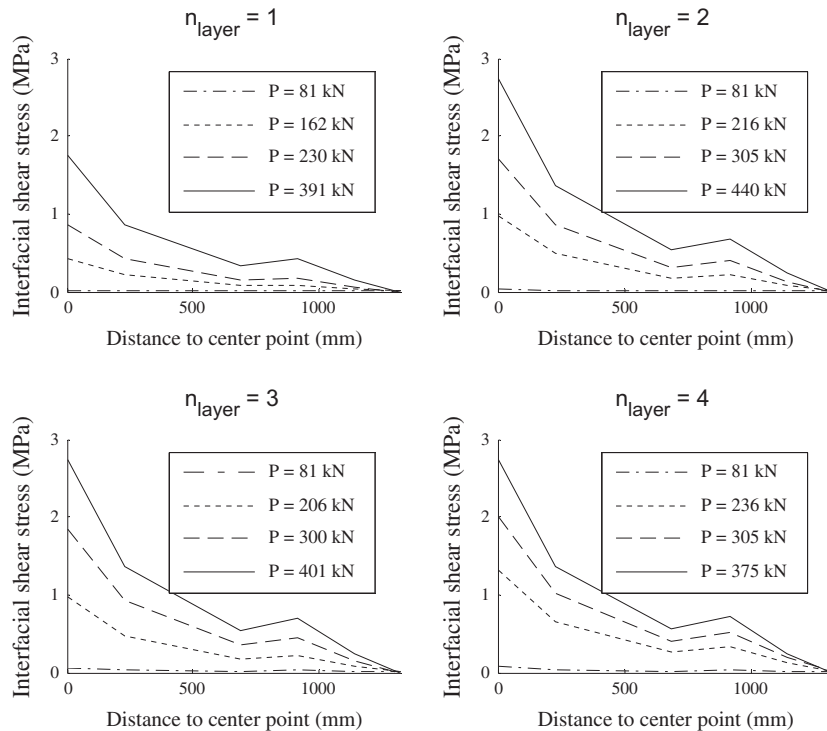 n_layer = 1
Interfacial shear stress (MPa)
3
2
1
0
P = 81 kN
P = 162 kN
P = 230 kN
P = 391 kN
0
500
1000
Distance to center point (mm)
n_layer = 2
Interfacial shear stress (MPa)
3
2
1
0
P = 81 kN
P = 216 kN
P = 305 kN
P = 440 kN
0
500
1000
Distance to center point (mm)
n_layer = 3
Interfacial shear stress (MPa)
3
2
1
0
P = 81 kN
P = 206 kN
P = 300 kN
P = 401 kN
0
500
1000
Distance to center point (mm)
n_layer = 4
Interfacial shear stress (MPa)
3
2
1
0
P = 81 kN
P = 236 kN
P = 305 kN
P = 375 kN
0
500
1000
Distance to center point (mm)